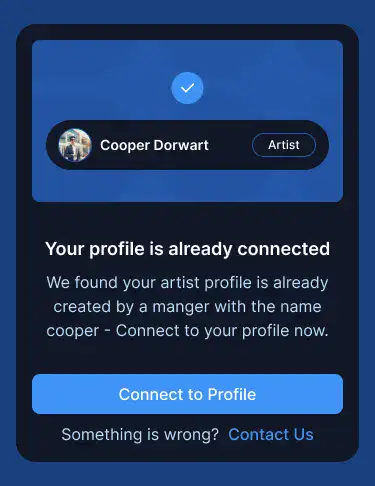 Cooper Dorwart
Artist
Your profile is already connected
We found your artist profile is already
created by a manger with the name
cooper - Connect to your profile now.
Connect to Profile
Something is wrong? Contact Us